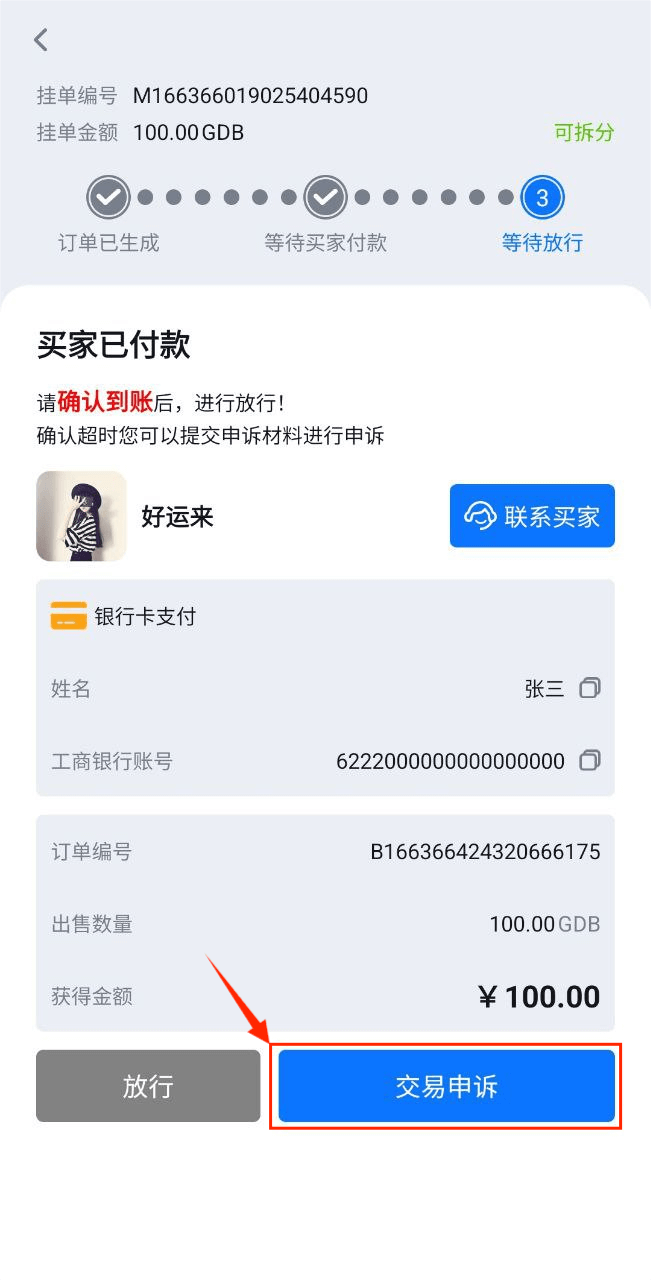 挂单编号 M166366019025404590
挂单金额 100.00GDB 可拆分
3
订单已生成 等待买家付款 等待放行
买家已付款
请确认到账后，进行放行！
确认超时您可以提交申诉材料进行申诉
好运来 联系买家
银行卡支付
姓名 张三
工商银行账号 6222000000000000000
订单编号 B166366424320666175
出售数量 100.00GDB
获得金额 ¥ 100.00
放行 交易申诉